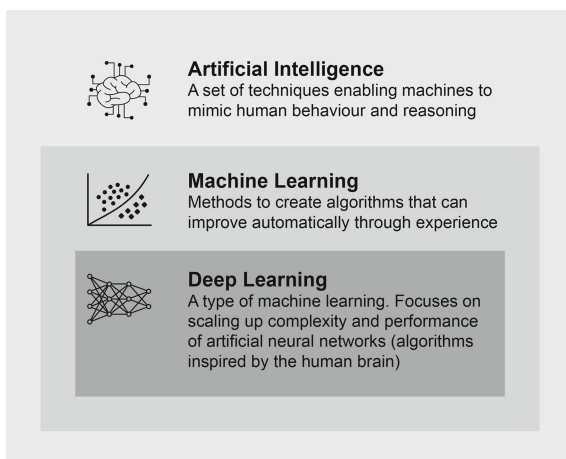 Artificial Intelligence
A set of techniques enabling machines to
mimic human behaviour and reasoning
Machine Learning
Methods to create algorithms that can
improve automatically through experience
Deep Learning
A type of machine learning. Focuses on
scaling up complexity and performance
of artificial neural networks (algorithms
inspired by the human brain)